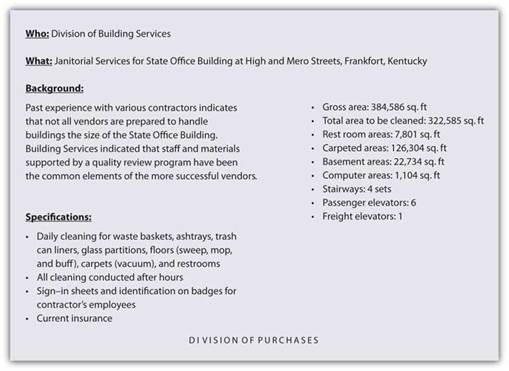 Who: Division of Building Services
What: Janitorial Services for State Office Building at High and Mero Streets, Frankfort, Kentucky
Background:
Past experience with various contractors indicates
that not all vendors are prepared to handle
buildings the size of the State Office Building.
Building Services indicated that staff and materials
supported by a quality review program have been
the common elements of the more successful vendors.
• Gross area: 384,586 sq. ft
• Total area to be cleaned: 322,585 sq. ft
• Rest room areas: 7,801 sq. ft
• Carpeted areas: 126,304 sq. ft
• Basement areas: 22,734 sq. ft
• Computer areas: 1,104 sq. ft
• Stairways: 4 sets
• Passenger elevators: 6
• Freight elevators: 1
Specifications:
• Daily cleaning for waste baskets, ashtrays, trash
can liners, glass partitions, floors (sweep, mop,
and buff), carpets (vacuum), and restrooms
• All cleaning conducted after hours
• Sign–in sheets and identification on badges for
contractor's employees
• Current insurance
DIVISION OF PURCHASES